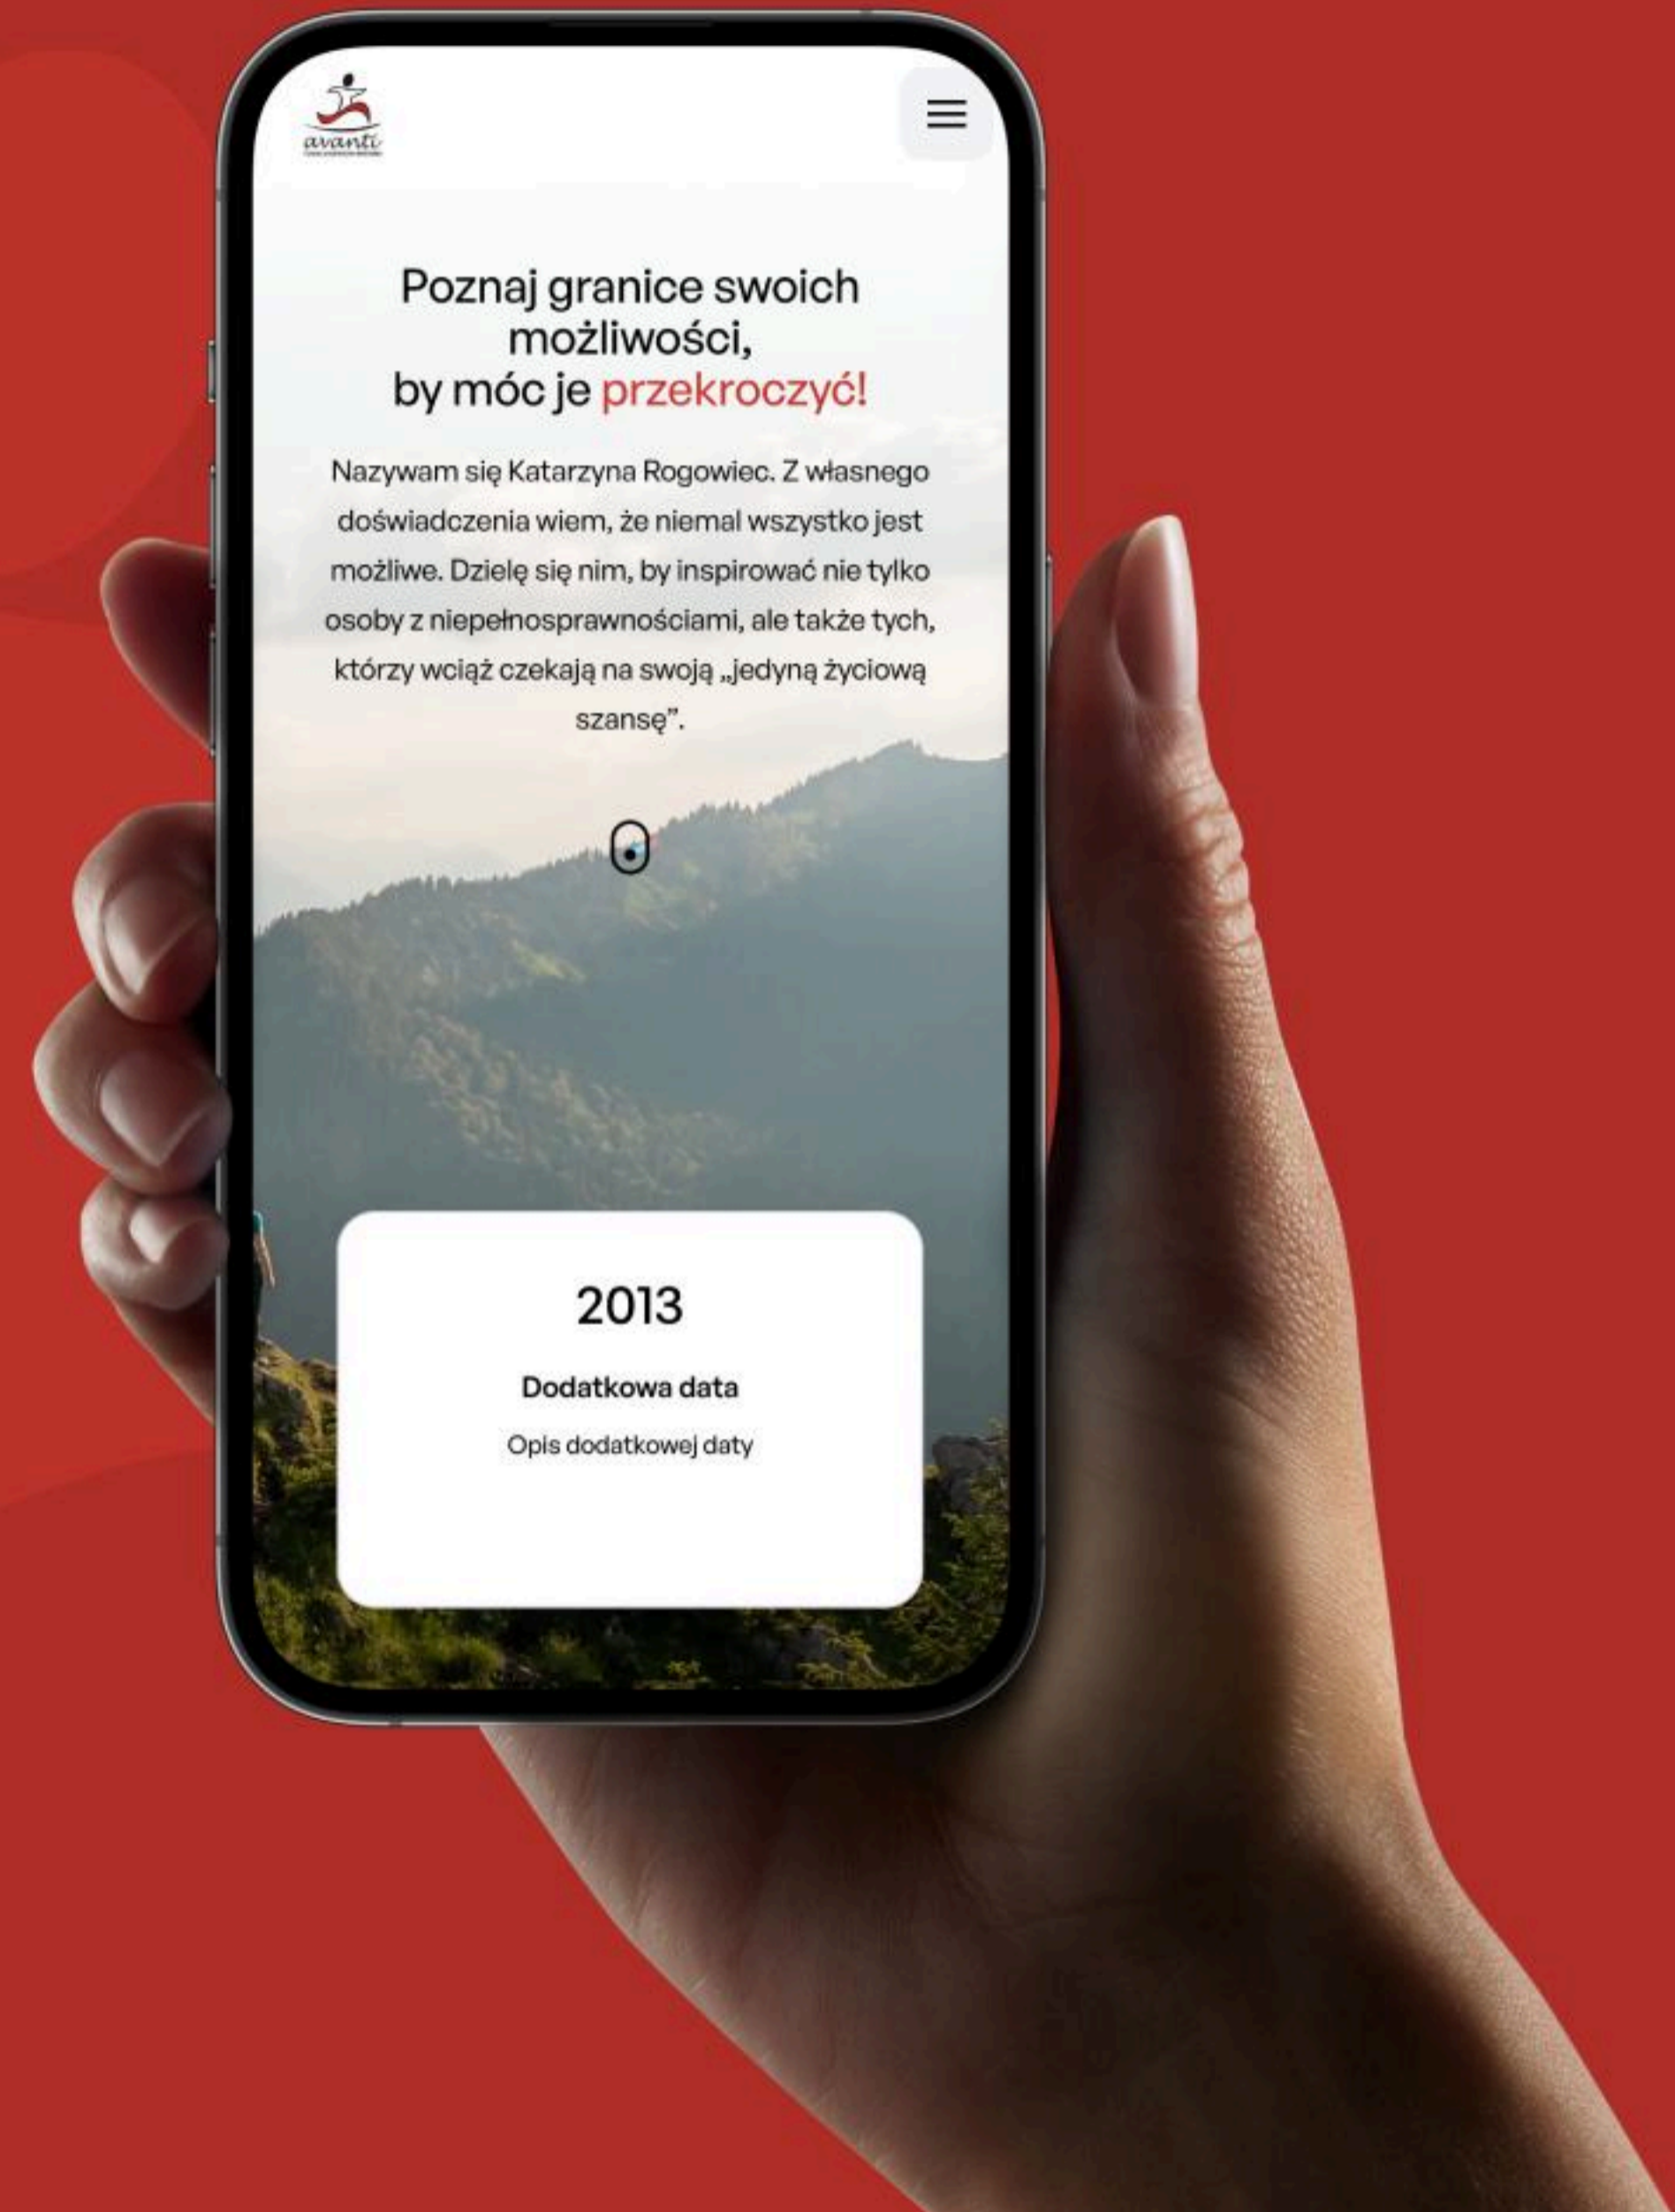 avanti
Poznaj granice swoich
możliwości,
by móc je przekroczyć!
Nazywam się Katarzyna Rogowiec. Z własnego
doświadczenia wiem, że niemal wszystko jest
możliwe. Dzielę się nim, by inspirować nie tylko
osoby z niepełnosprawnościami, ale także tych,
którzy wciąż czekają na swoją „jedyną życiową
szansę”.
2013
Dodatkowa data
Opis dodatkowej daty